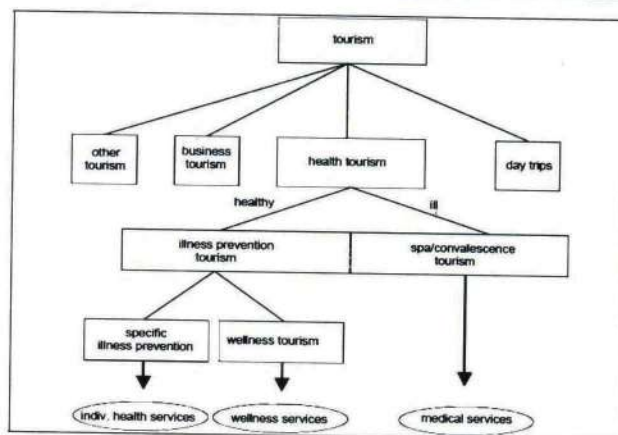 tourism
other
tourism
business
tourism
health tourism
day trips
healthy
ill
illness prevention
tourism
spa/convalescence
tourism
specific
illness prevention
wellness tourism
indiv. health services
wellness services
medical services